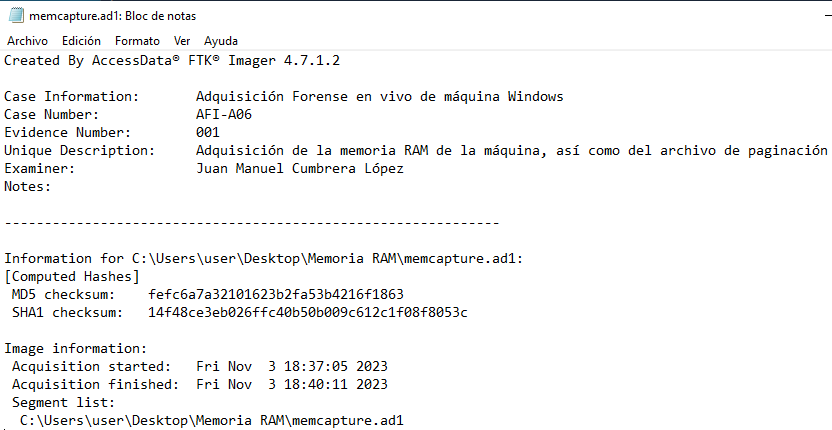 memcapture.ad1: Bloc de notas
Archivo Edición Formato Ver Ayuda
Created By AccessData® FTK® Imager 4.7.1.2
Case Information: Adquisición Forense en vivo de máquina Windows
Case Number: AFI-A06
Evidence Number: 001
Unique Description: Adquisición de la memoria RAM de la máquina, así como del archivo de paginación
Examiner: Juan Manuel Cumbrera López
Notes:
--------------------------------------------------------------
Information for C:\Users\user\Desktop\Memoria RAM\memcapture.ad1:
[Computed Hashes]
MD5 checksum: fefc6a7a32101623b2fa53b4216f1863
SHA1 checksum: 14f48ce3eb026ffc40b50b009c612c1f08f8053c
Image information:
Acquisition started: Fri Nov 3 18:37:05 2023
Acquisition finished: Fri Nov 3 18:40:11 2023
Segment list:
C:\Users\user\Desktop\Memoria RAM\memcapture.ad1